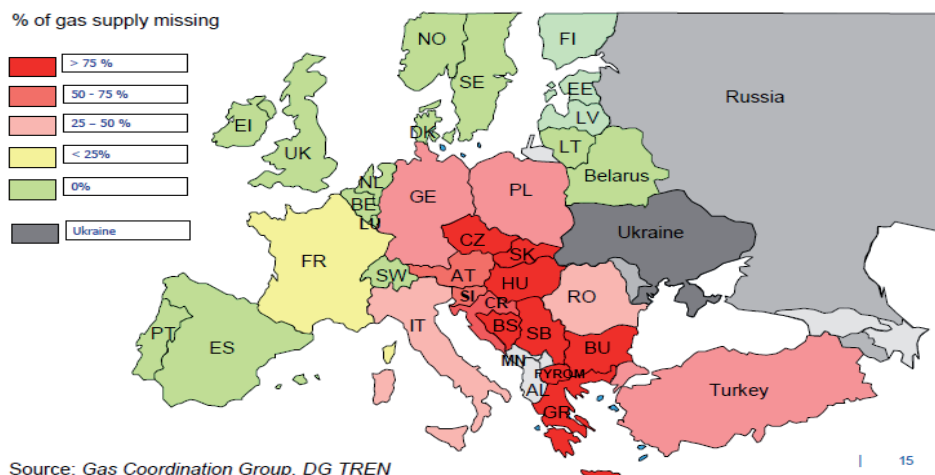 % of gas supply missing
> 75 %
50 - 75 %
25 – 50 %
< 25%
0%
Ukraine
NO
FI
SE
EE
Russia
LV
EI
DK
LT
UK
Belarus
NL
GE
PL
BE
LU
Ukraine
CZ
SK
FR
SW
AT
HU
SI
CR
RO
IT
BS
SB
PT
ES
MN
BU
FYROM
AL
Turkey
GR
Source: Gas Coordination Group, DG TREN
| 15